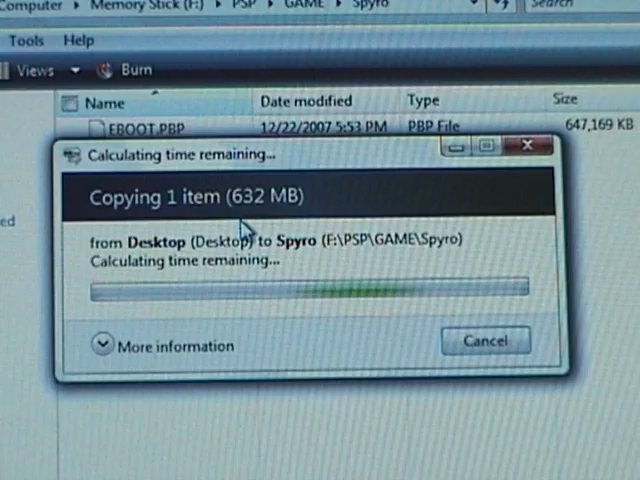 Computer ▸ Memory Stick (F:) ▸ PSP ▸ GAME ▸ Spyro Search
Tools Help
Views Burn
Name Date modified Type Size
EBOOT.PBP 12/22/2007 5:53 PM PBP File 647,169 KB
Calculating time remaining...
Copying 1 item (632 MB)
from Desktop (Desktop) to Spyro (F:\PSP\GAME\Spyro)
Calculating time remaining...
More information
Cancel